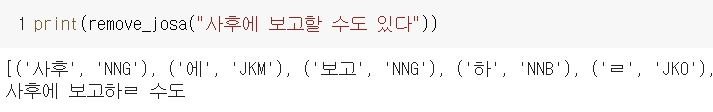 1 print(remove_josa("사후에 보고할 수도 있다"))
[('사후', 'NNG'), ('에', 'JKM'), ('보고', 'NNG'), ('하', 'NNB'), ('ㄹ', 'JKO'),
사후에 보고하ㄹ 수도